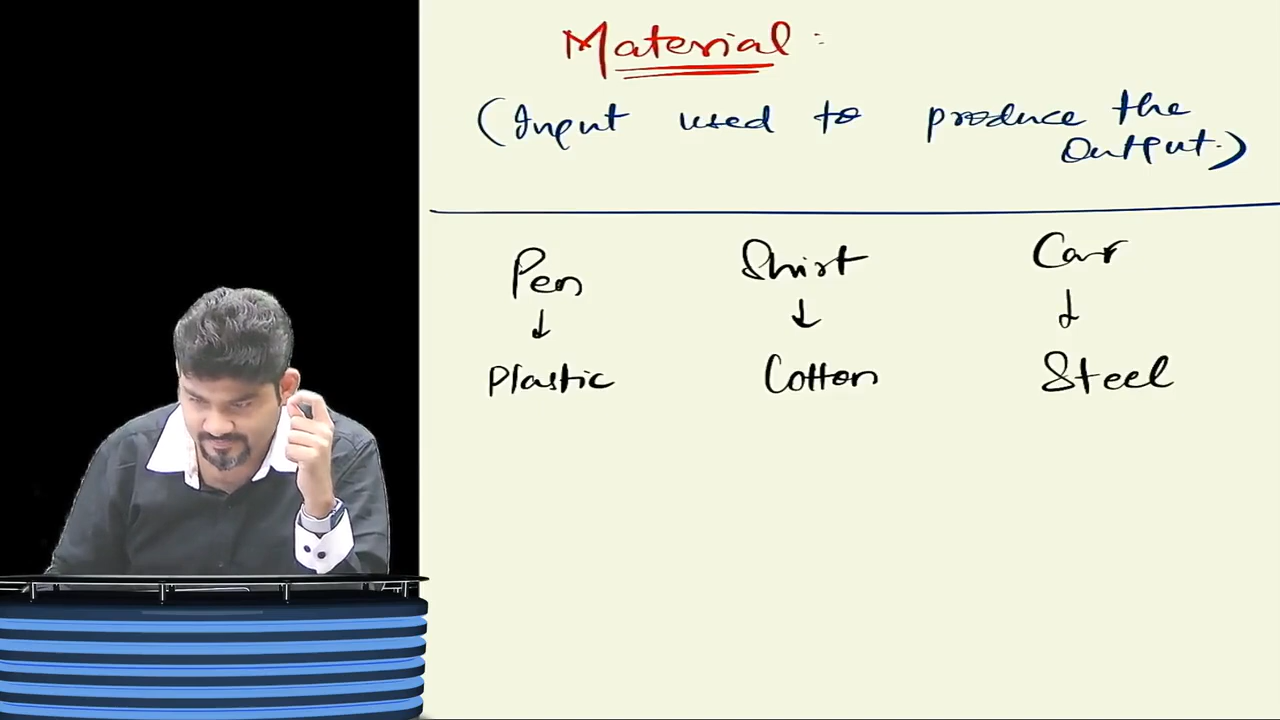 Material :
(Input used to produce the
Output.)
Pen Shirt Car
↓ ↓ ↓
Plastic Cotton Steel